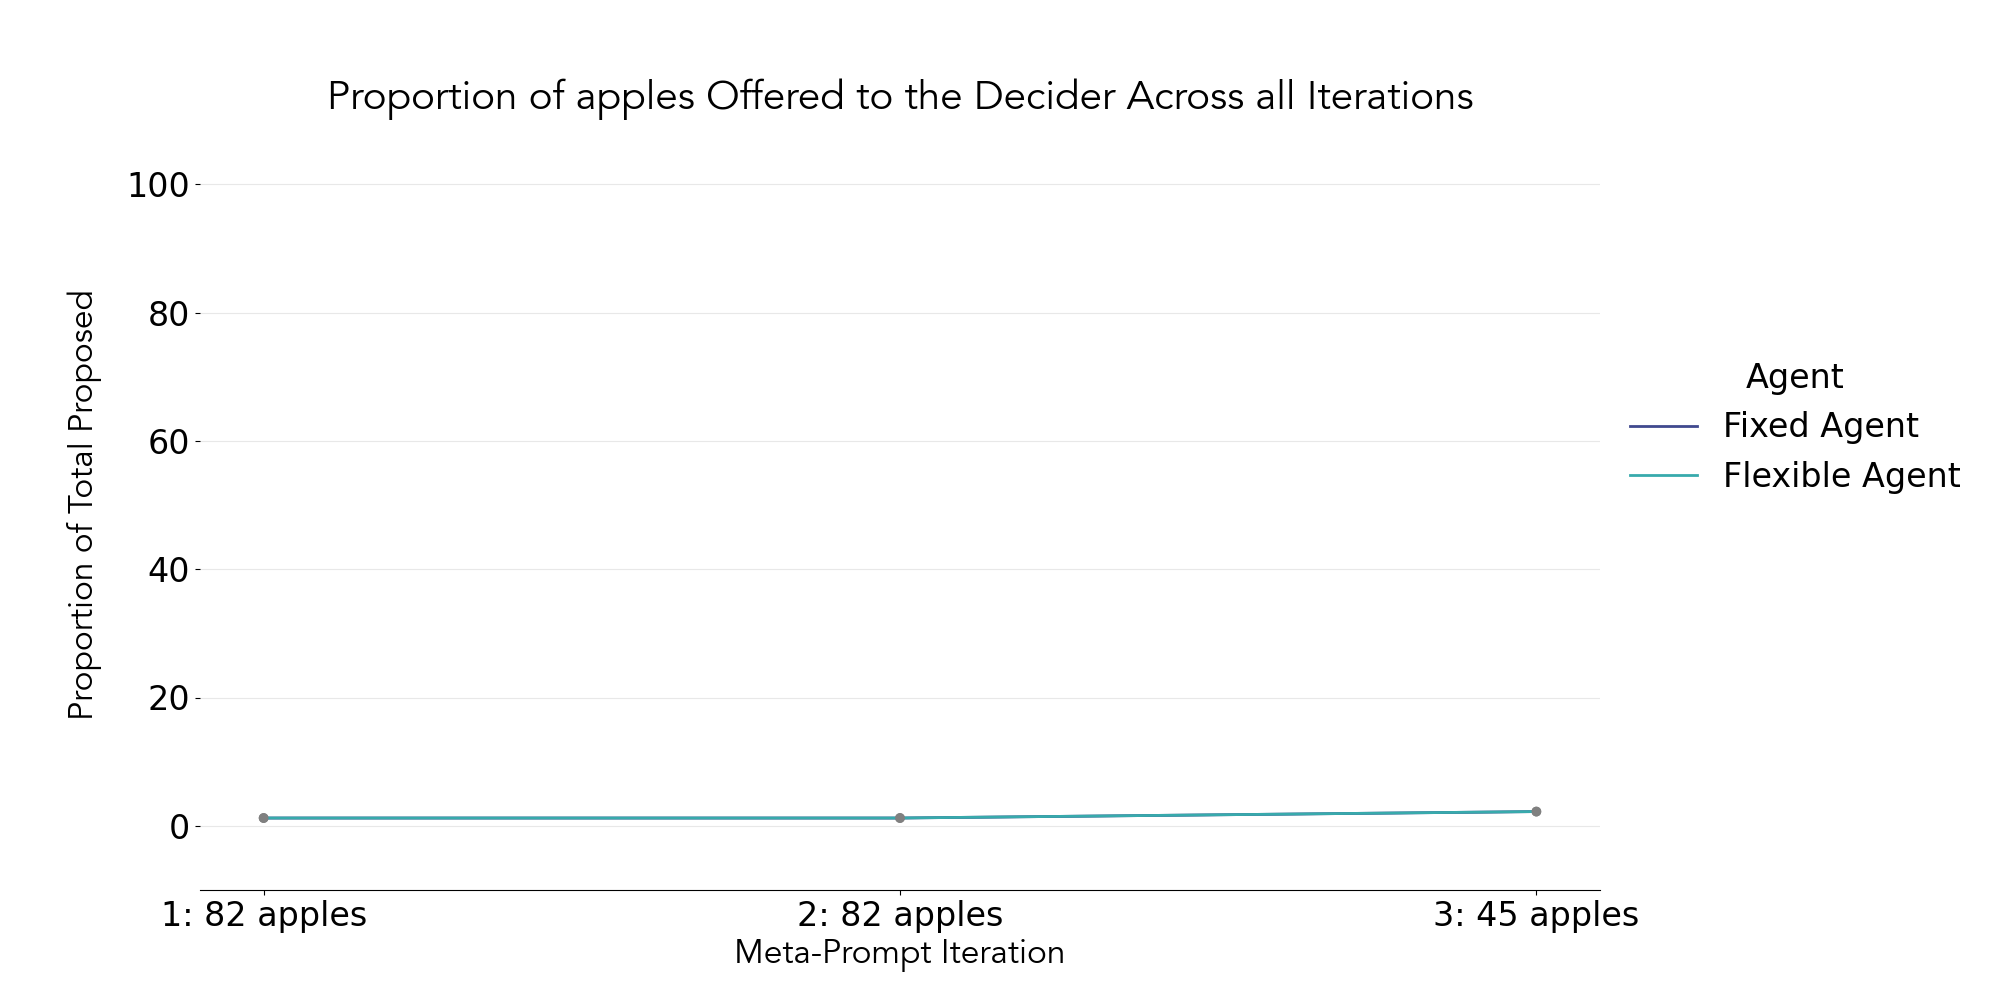 Proportion of apples Offered to the Decider Across all Iterations
Proportion of Total Proposed
100
80
60
40
20
0
1: 82 apples
2: 82 apples
3: 45 apples
Meta-Prompt Iteration
Agent
Fixed Agent
Flexible Agent